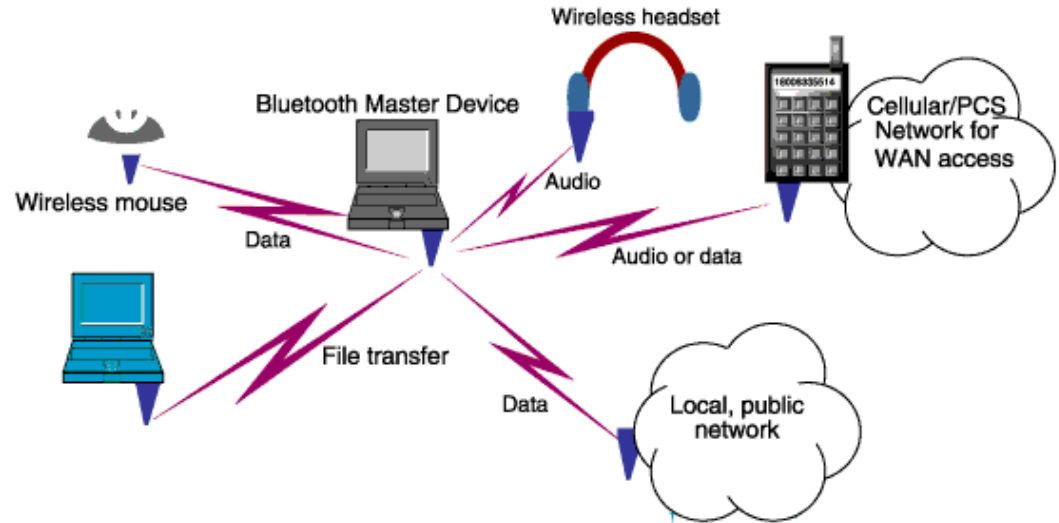 Wireless headset
Bluetooth Master Device
18008335514
Cellular/PCS
Network for
WAN access
Wireless mouse
Audio
Data
Audio or data
File transfer
Data
Local, public
network